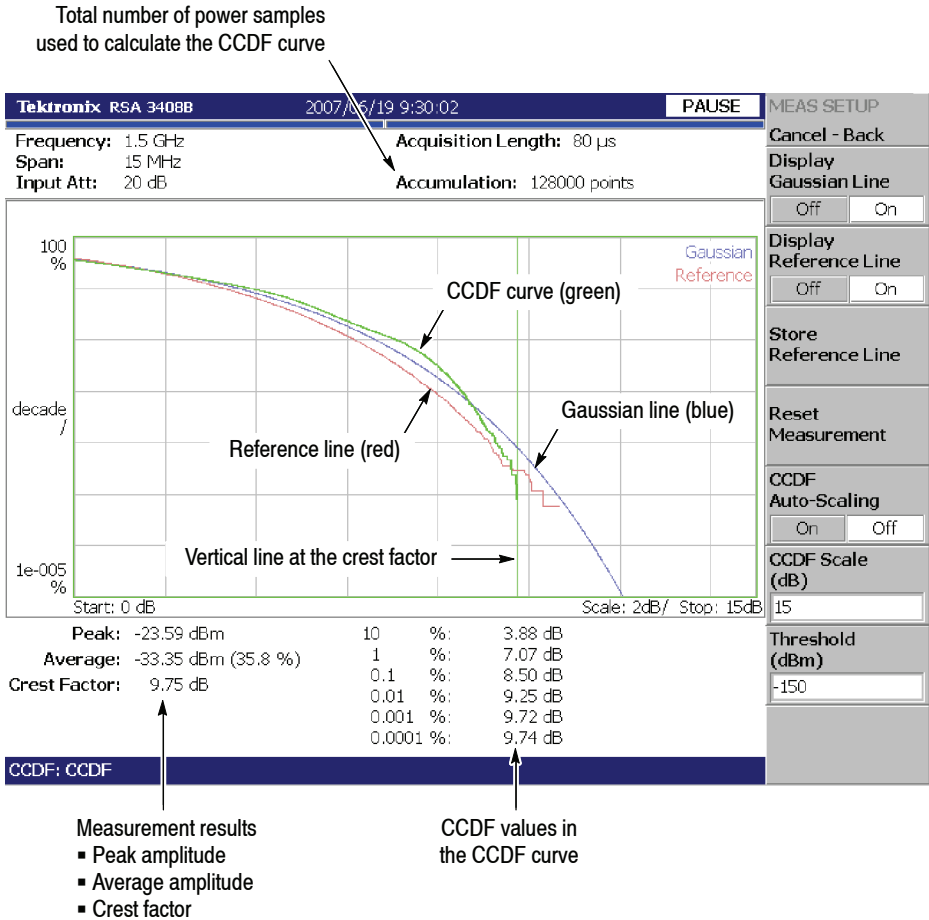 Total number of power samples
used to calculate the CCDF curve
Tektronix RSA 3408B 2007/06/19 9:30:02 PAUSE
Frequency: 1.5 GHz Acquisition Length: 80 µs
Span: 15 MHz
Input Att: 20 dB Accumulation: 128000 points
100
%
decade
/
1e-005
%
Gaussian
Reference
CCDF curve (green)
Gaussian line (blue)
Reference line (red)
Vertical line at the crest factor
Start: 0 dB Scale: 2dB/ Stop: 15dB
Peak: -23.59 dBm
Average: -33.35 dBm (35.8 %)
Crest Factor: 9.75 dB
10 %: 3.88 dB
1 %: 7.07 dB
0.1 %: 8.50 dB
0.01 %: 9.25 dB
0.001 %: 9.72 dB
0.0001 %: 9.74 dB
CCDF: CCDF
MEAS SETUP
Cancel - Back
Display
Gaussian Line
Off On
Display
Reference Line
Off On
Store
Reference Line
Reset
Measurement
CCDF
Auto-Scaling
On Off
CCDF Scale
(dB)
15
Threshold
(dBm)
-150
Measurement results
▪ Peak amplitude
▪ Average amplitude
▪ Crest factor
CCDF values in
the CCDF curve